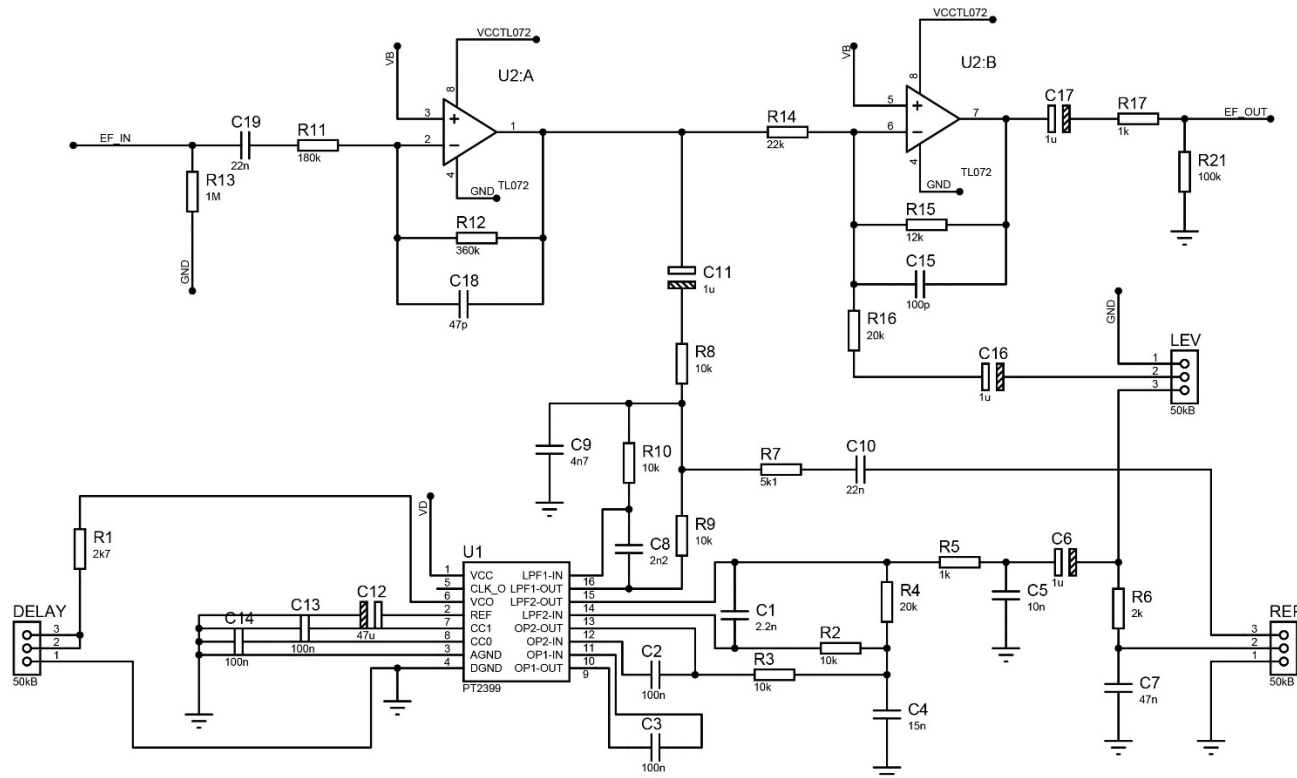 VCCTL072
VB
8
U2:A
3
2
1
4
GND
TL072
EF_IN
C19
22n
R11
180k
R13
1M
GND
R12
360k
C18
47p
VCCTL072
VB
8
U2:B
5
6
7
4
GND
TL072
R14
22k
C17
1u
R17
1k
EF_OUT
R21
100k
R15
12k
C15
100p
C11
1u
R16
20k
GND
C16
1u
LEV
1
2
3
50kB
R8
10k
C9
4n7
R10
10k
R7
5k1
C10
22n
VD
R1
2k7
C8
2n2
R9
10k
U1
1 VCC LPF1-IN 16
5 CLK_O LPF1-OUT 15
6 VCO LPF2-OUT 14
2 REF LPF2-IN 13
7 CC1 OP2-OUT 12
8 CC0 OP2-IN 11
3 AGND OP1-IN 10
4 DGND OP1-OUT 9
PT2399
DELAY
3
2
1
50kB
C14
100n
C13
100n
C12
47u
C1
2.2n
R2
10k
R4
20k
R5
1k
C5
10n
C6
1u
R6
2k
REP
3
2
1
50kB
C7
47n
C2
100n
R3
10k
C4
15n
C3
100n